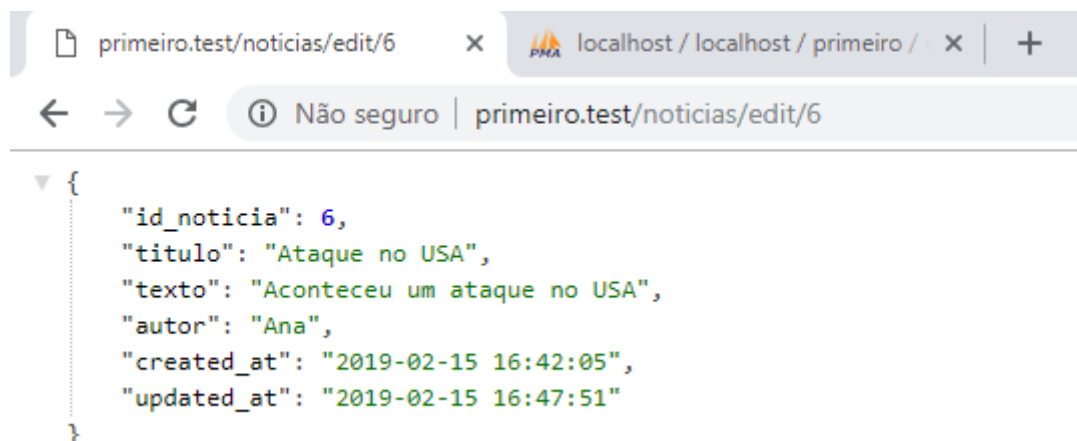 primeiro.test/noticias/edit/6
PMA localhost / localhost / primeiro /
Não seguro | primeiro.test/noticias/edit/6
{
"id_noticia": 6,
"titulo": "Ataque no USA",
"texto": "Aconteceu um ataque no USA",
"autor": "Ana",
"created_at": "2019-02-15 16:42:05",
"updated_at": "2019-02-15 16:47:51"
}